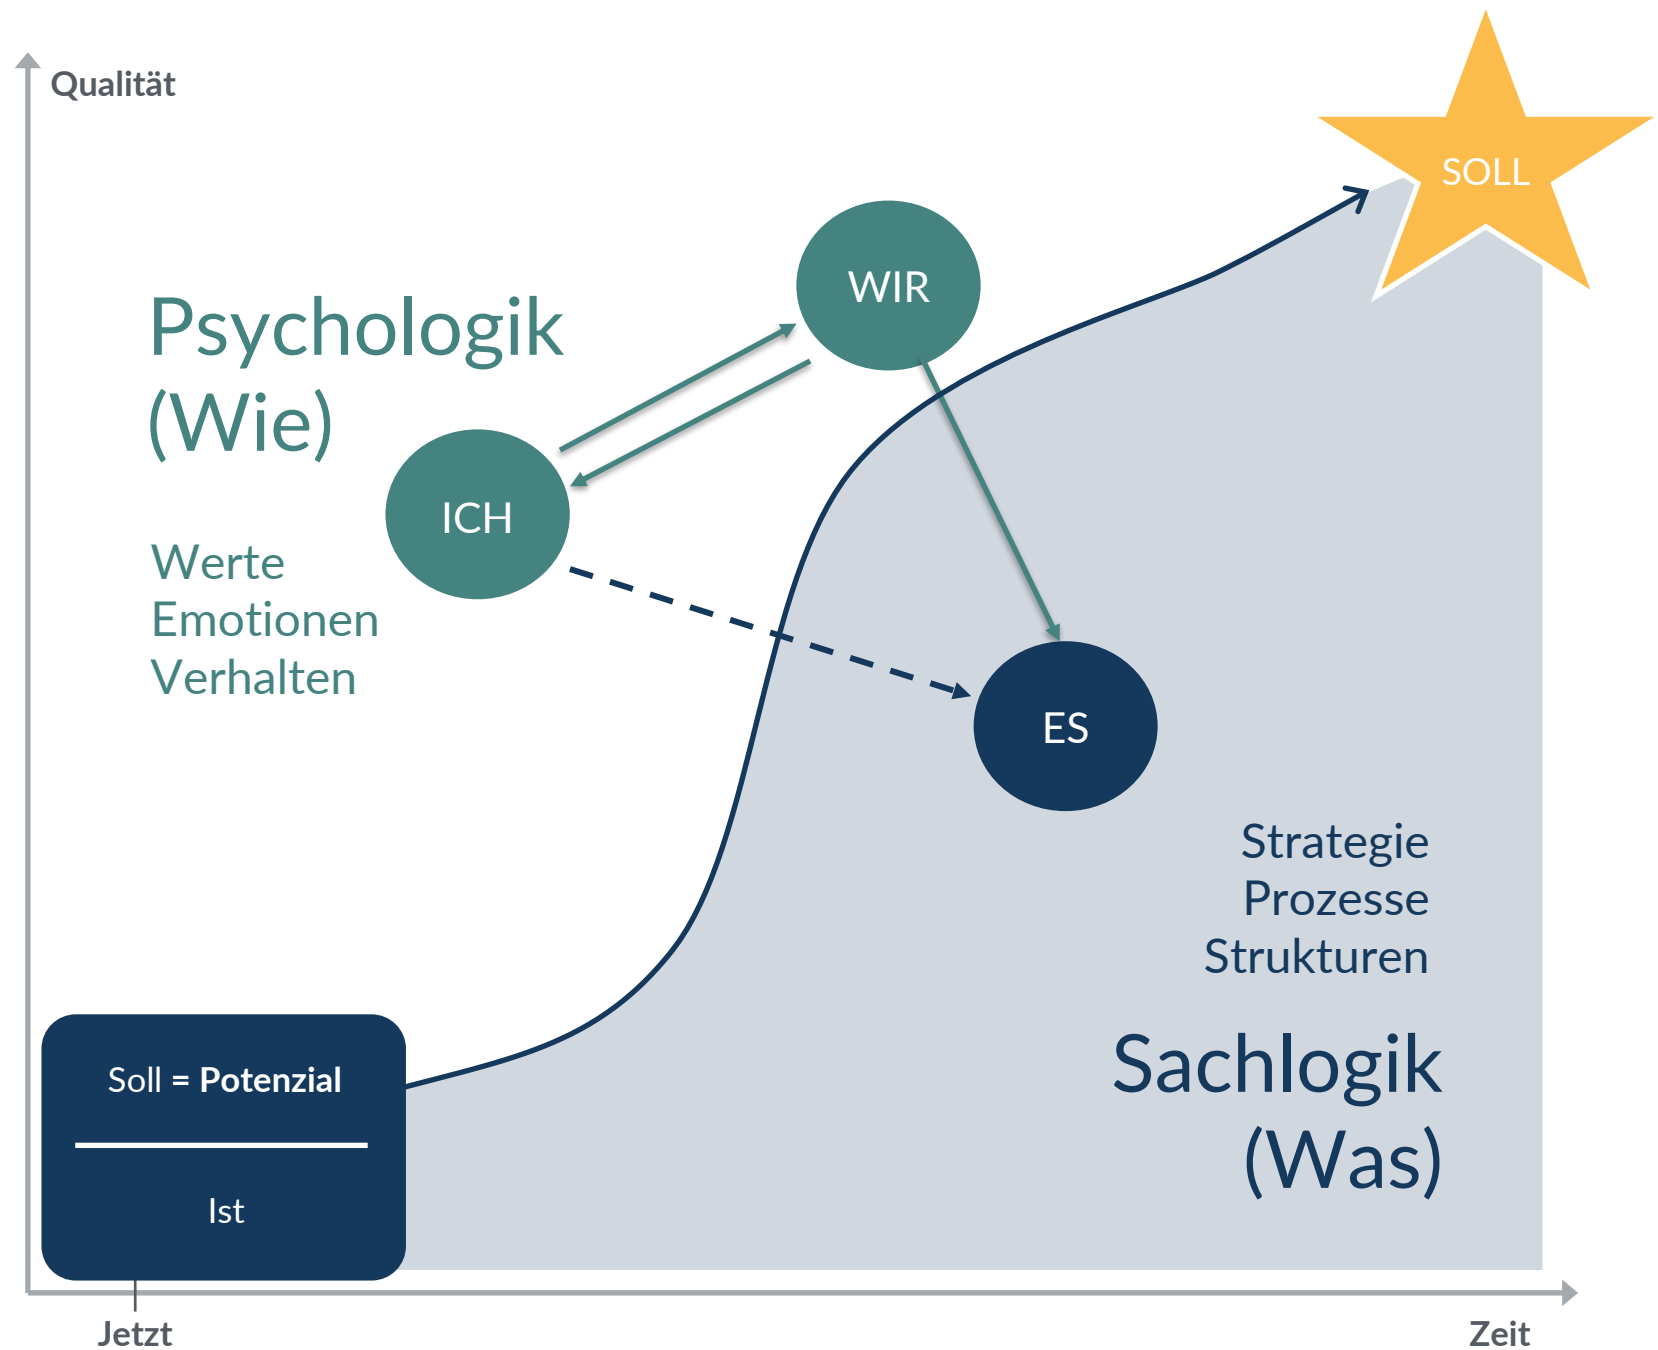 Qualität
SOLL
WIR
Psychologik
(Wie)
ICH
Werte
Emotionen
Verhalten
ES
Strategie
Prozesse
Strukturen
Sachlogik
(Was)
Soll = Potenzial
Ist
Jetzt
Zeit